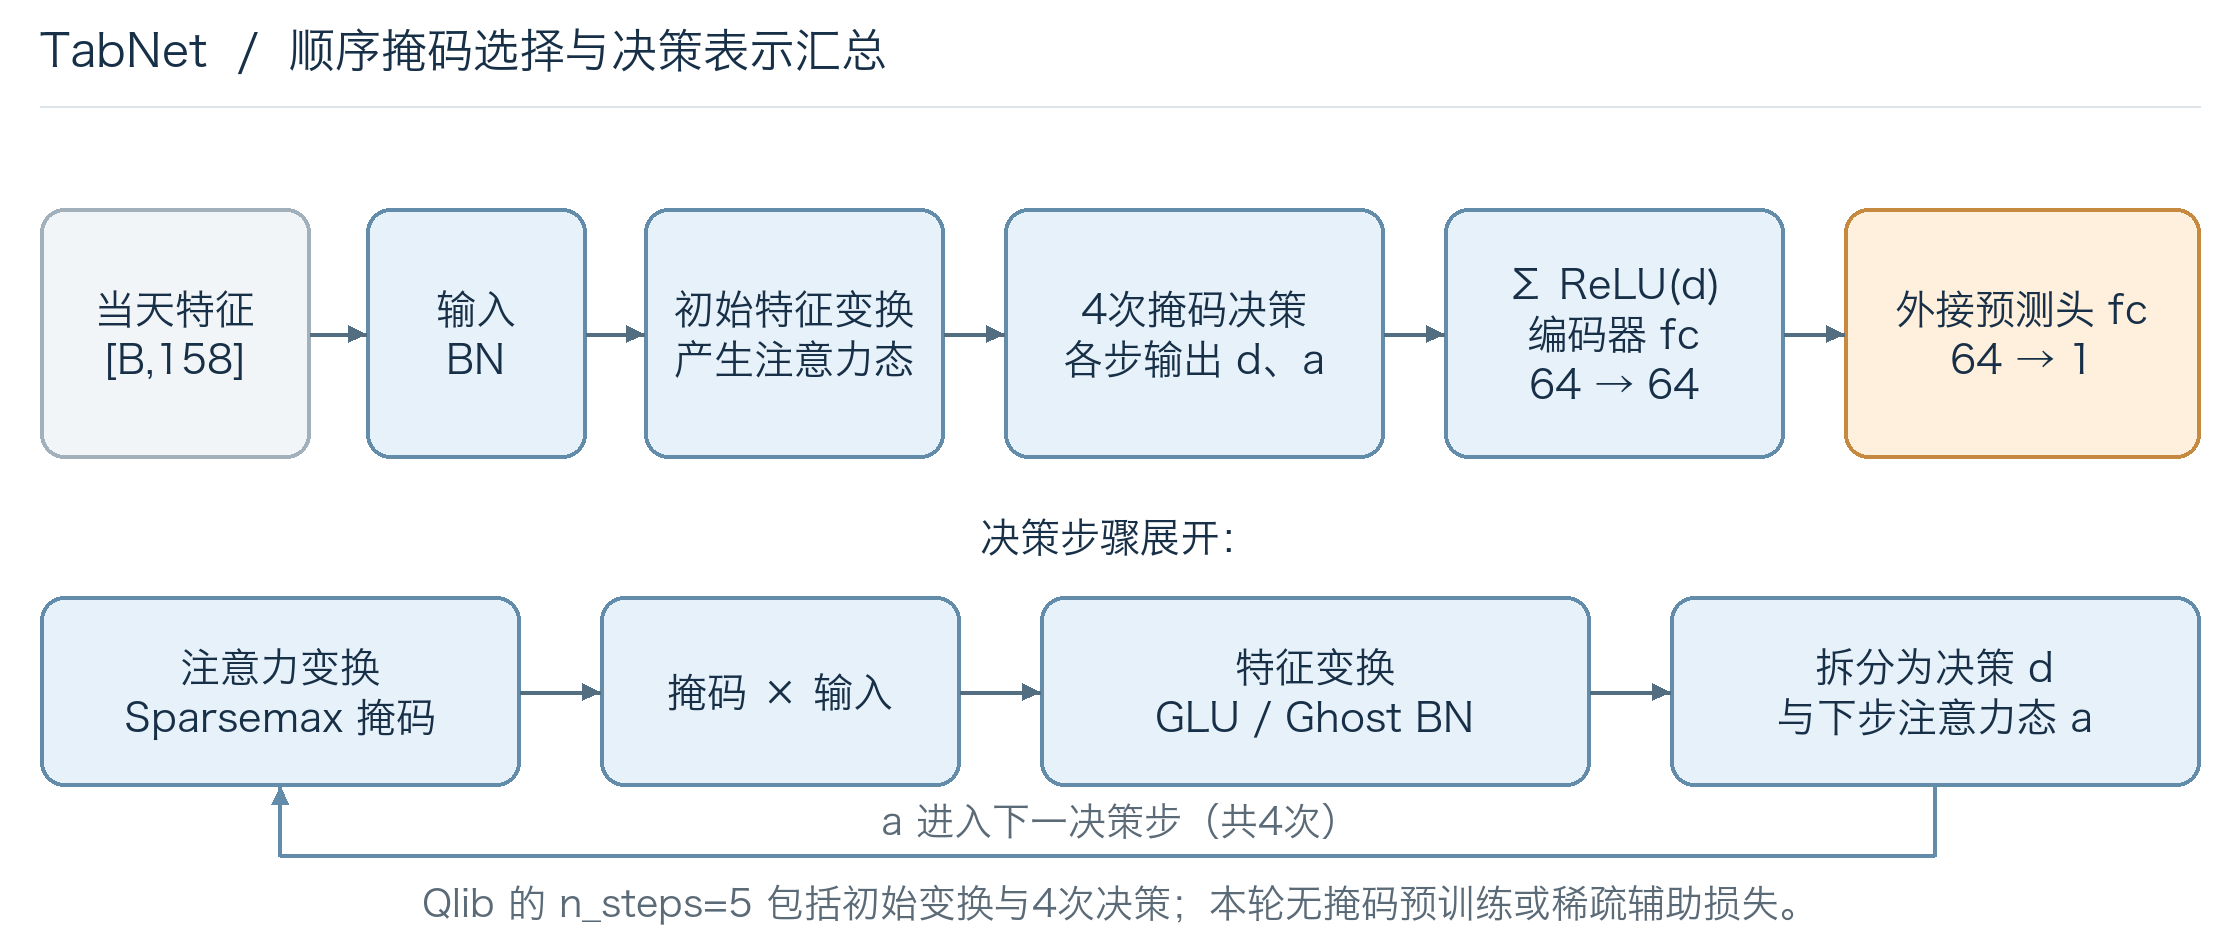 TabNet / 顺序掩码选择与决策表示汇总
当天特征
[B,158]
输入
BN
初始特征变换
产生注意力态
4次掩码决策
各步输出 d、a
Σ ReLU(d)
编码器 fc
64 → 64
外接预测头 fc
64 → 1
决策步骤展开：
注意力变换
Sparsemax 掩码
掩码 × 输入
特征变换
GLU / Ghost BN
拆分为决策 d
与下步注意力态 a
a 进入下一决策步（共4次）
Qlib 的 n_steps=5 包括初始变换与4次决策；本轮无掩码预训练或稀疏辅助损失。